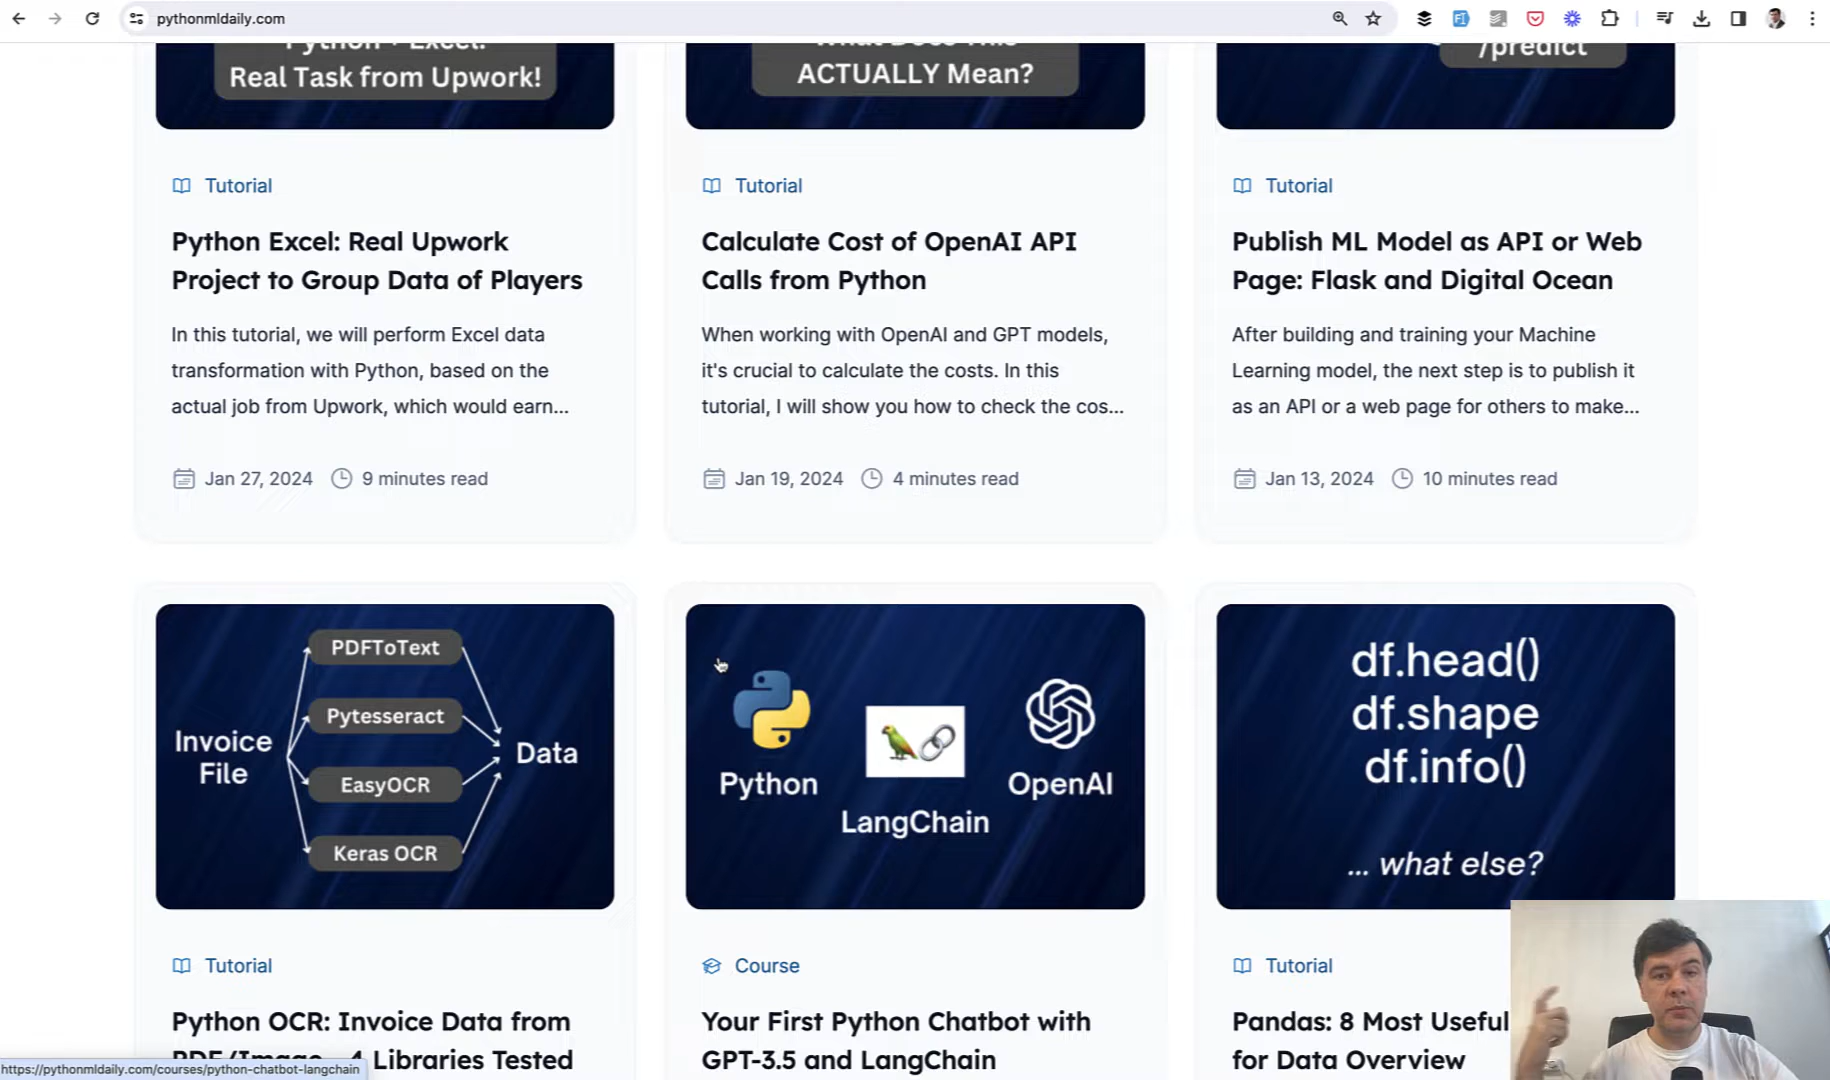 pythonmldaily.com
Python + Excel:
Real Task from Upwork!
What Does This
ACTUALLY Mean?
/predict
Tutorial
Python Excel: Real Upwork
Project to Group Data of Players
In this tutorial, we will perform Excel data
transformation with Python, based on the
actual job from Upwork, which would earn...
Jan 27, 2024
9 minutes read
Tutorial
Calculate Cost of OpenAI API
Calls from Python
When working with OpenAI and GPT models,
it's crucial to calculate the costs. In this
tutorial, I will show you how to check the cos...
Jan 19, 2024
4 minutes read
Tutorial
Publish ML Model as API or Web
Page: Flask and Digital Ocean
After building and training your Machine
Learning model, the next step is to publish it
as an API or a web page for others to make...
Jan 13, 2024
10 minutes read
Invoice
File
PDFToText
Pytesseract
EasyOCR
Keras OCR
Data
Tutorial
Python OCR: Invoice Data from
PDF/Image - 4 Libraries Tested
Python
LangChain
OpenAI
Course
Your First Python Chatbot with
GPT-3.5 and LangChain
df.head()
df.shape
df.info()
... what else?
Tutorial
Pandas: 8 Most Useful
for Data Overview
https://pythonmldaily.com/courses/python-chatbot-langchain